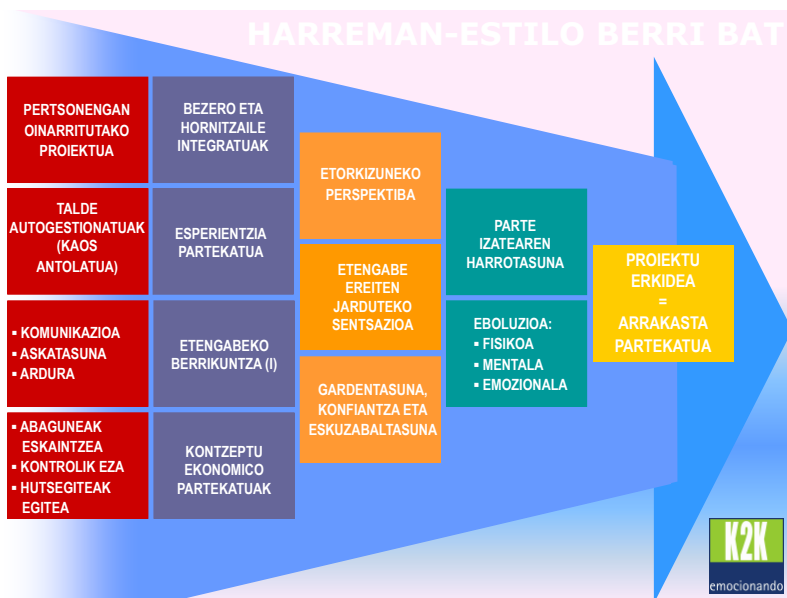 HARREMAN-ESTILO BERRI BAT
PERTSONENGAN
OINARRITUTAKO
PROIEKTUA
TALDE
AUTOGESTIONATUAK
(KAOS
ANTOLATUA)
▪ KOMUNIKAZIOA
▪ ASKATASUNA
▪ ARDURA
▪ ABAGUNEAK
ESKAINTZEA
▪ KONTROLIK EZA
▪ HUTSEGITEAK
EGITEA
BEZERO ETA
HORNITZAILE
INTEGRATUAK
ESPERIENTZIA
PARTEKATUA
ETENGABEKO
BERRIKUNTZA (I)
KONTZEPTU
EKONOMICO
PARTEKATUAK
ETORKIZUNEKO
PERSPEKTIBA
ETENGABE
EREITEN
JARDUTEKO
SENTSAZIOA
GARDENTASUNA,
KONFIANTZA ETA
ESKUZABALTASUNA
PARTE
IZATEAREN
HARROTASUNA
EBOLUZIOA:
▪ FISIKOA
▪ MENTALA
▪ EMOZIONALA
PROIEKTU
ERKIDEA
=
ARRAKASTA
PARTEKATUA
K2K
emocionando